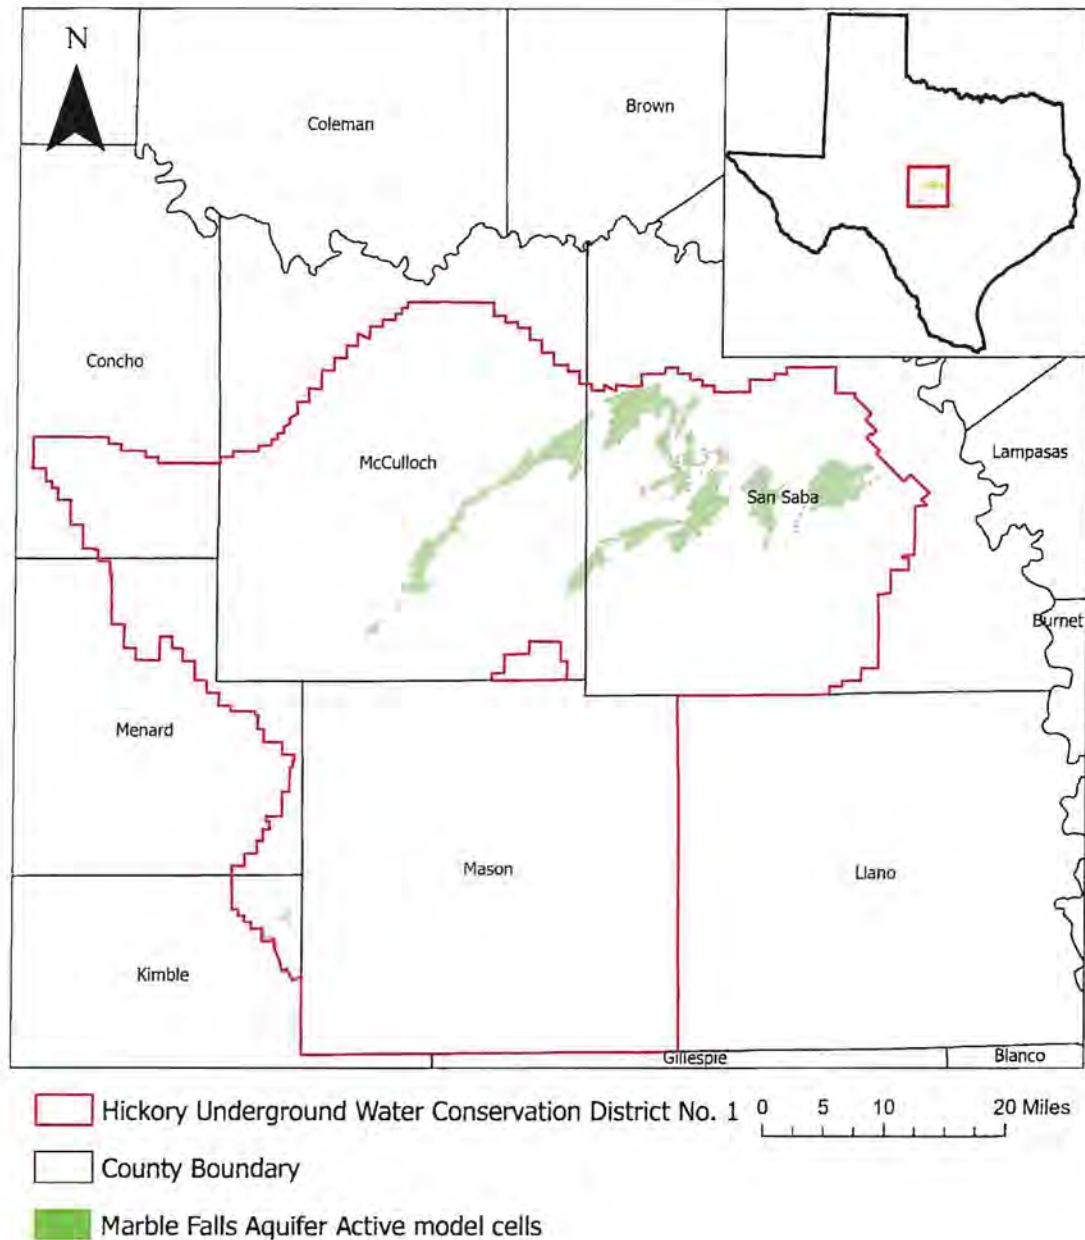 N
Coleman
Brown
Concho
McCulloch
San Saba
Lampasas
Burnet
Menard
Mason
Llano
Kimble
Gillespie
Blanco
Hickory Underground Water Conservation District No. 1
0 5 10 20 Miles
County Boundary
Marble Falls Aquifer Active model cells